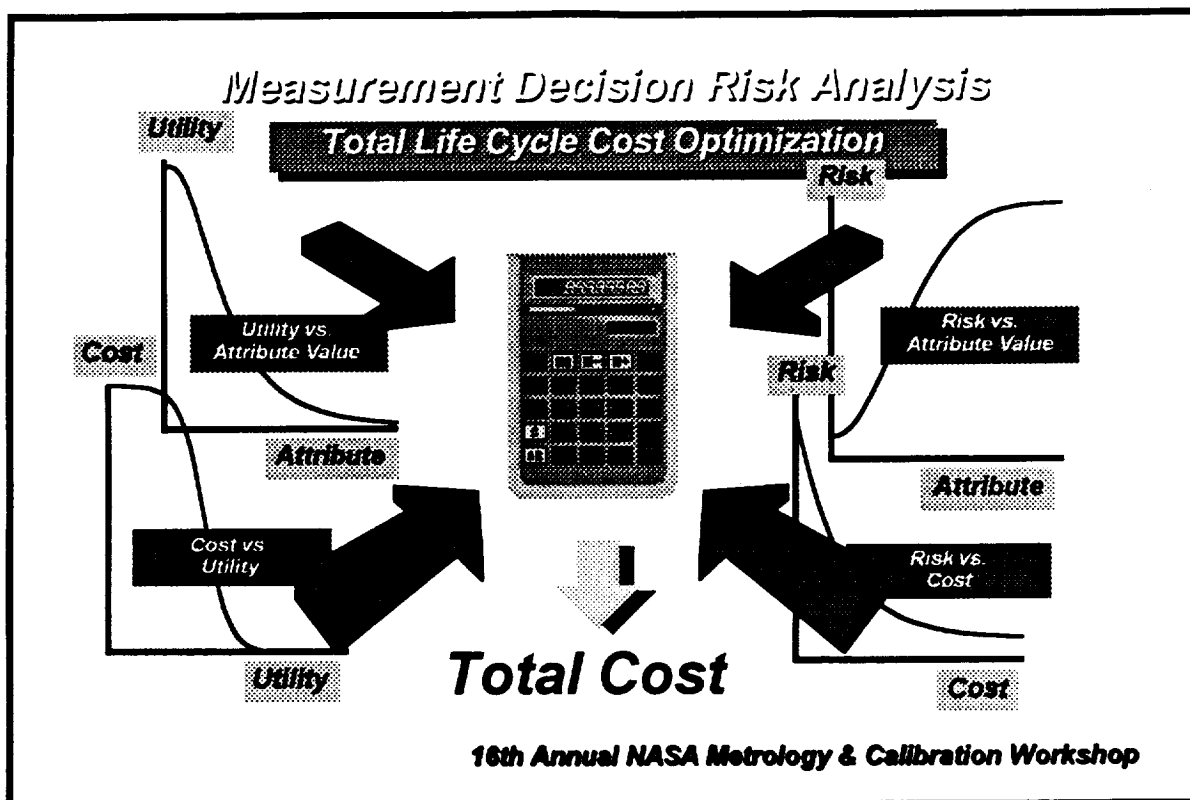 Measurement Decision Risk Analysis
Total Life Cycle Cost Optimization
Utility
Utility vs.
Attribute Value
Attribute
Cost
Cost vs
Utility
Utility
Risk
Risk vs.
Attribute Value
Attribute
Risk
Risk vs.
Cost
Cost
Total Cost
16th Annual NASA Metrology & Calibration Workshop